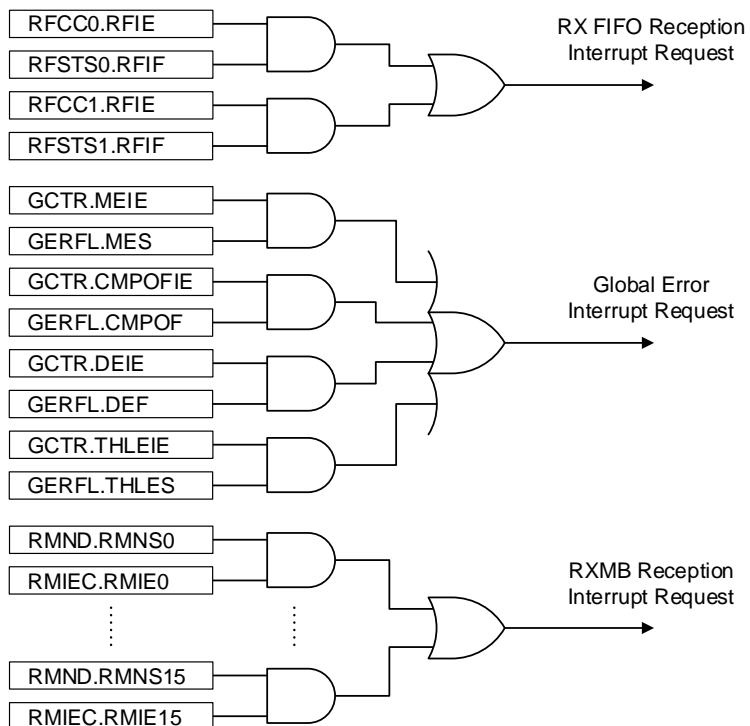 RFCC0.RFIE
RFSTS0.RFIF
RFCC1.RFIE
RFSTS1.RFIF
RX FIFO Reception
Interrupt Request
GCTR.MEIE
GERFL.MES
GCTR.CMPOFIE
GERFL.CMPOF
GCTR.DEIE
GERFL.DEF
GCTR.THLEIE
GERFL.THLES
Global Error
Interrupt Request
RMND.RMNS0
RMIEC.RMIE0
RMND.RMNS15
RMIEC.RMIE15
RXMB Reception
Interrupt Request